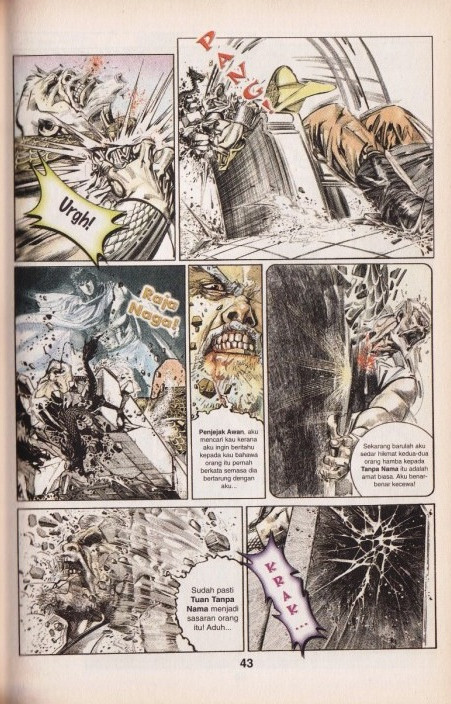 PANG!
Urgh!
Raja
Naga!
Penjejak Awan, aku
mencari kau kerana
aku ingin beritahu
kepada kau bahawa
orang itu pernah
berkata semasa dia
bertarung dengan
aku...
Sekarang barulah aku
sedar hikmat kedua-dua
orang hamba kepada
Tanpa Nama itu adalah
amat biasa. Aku benar-
benar kecewa!
Sudah pasti
Tuan Tanpa
Nama menjadi
sasaran orang
itu! Aduh...
KRAK...
43